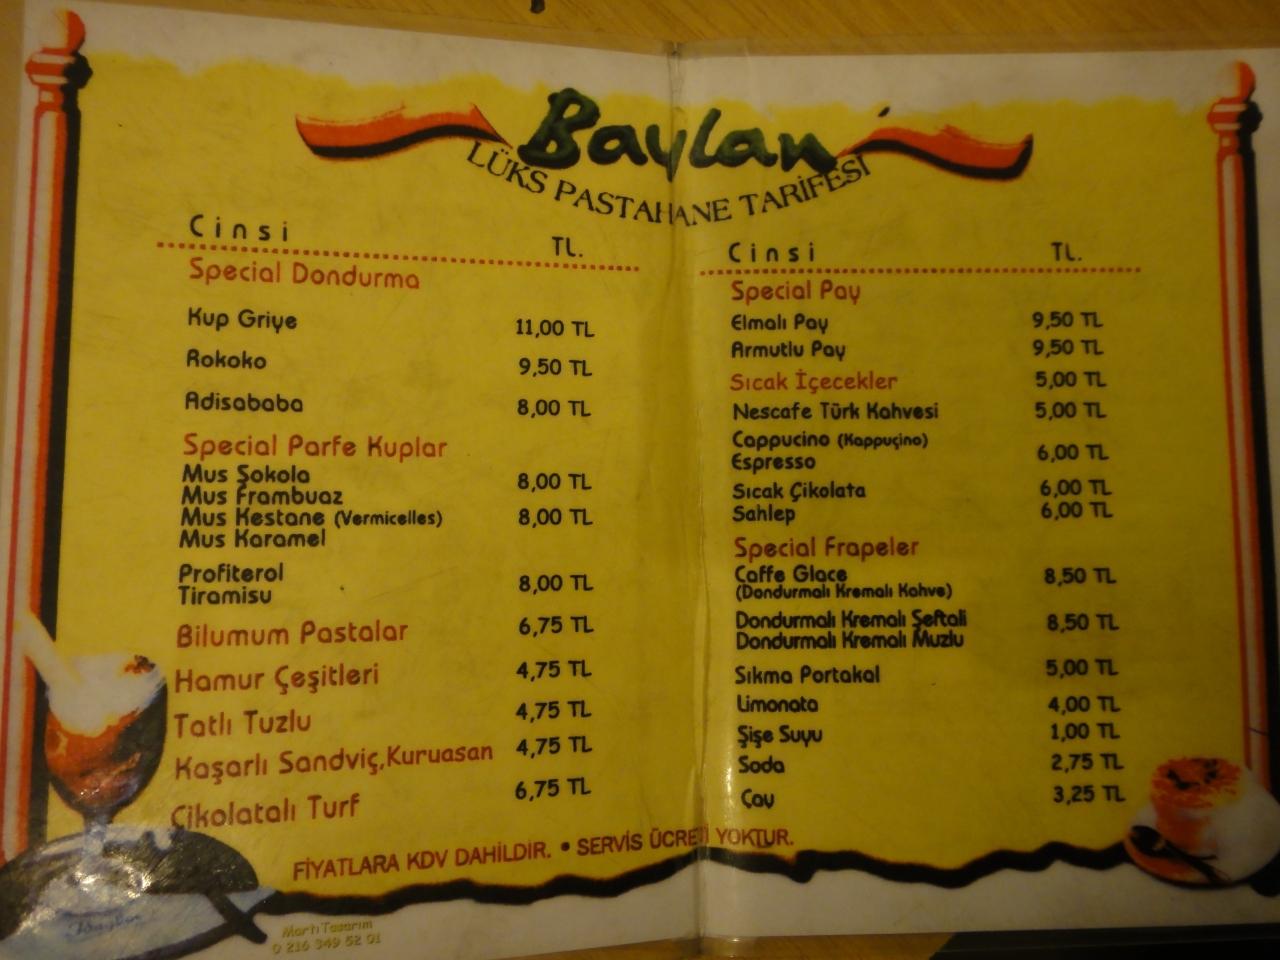 Baylan
LÜKS PASTAHANE TARİFESİ
Cinsi TL.
Special Dondurma
Kup Griye 11,00 TL
Rokoko 9,50 TL
Adisababa 8,00 TL
Special Parfe Kuplar
Mus Şokola 8,00 TL
Mus Frambuaz
Mus Kestane (Vermicelles) 8,00 TL
Mus Karamel
Profiterol 8,00 TL
Tiramisu
Bilumum Pastalar 6,75 TL
Hamur Çeşitleri 4,75 TL
Tatlı Tuzlu 4,75 TL
Kaşarlı Sandviç,Kuruasan 4,75 TL
Çikolatalı Turf 6,75 TL
Cinsi TL.
Special Pay
Elmalı Pay 9,50 TL
Armutlu Pay 9,50 TL
Sıcak İçecekler 5,00 TL
Nescafe Türk Kahvesi 5,00 TL
Cappucino (Kappuçino) 6,00 TL
Espresso
Sıcak Çikolata 6,00 TL
Sahlep 6,00 TL
Special Frapeler
Caffe Glace 8,50 TL
(Dondurmalı Kremalı Kahve)
Dondurmalı Kremalı Şeftali 8,50 TL
Dondurmalı Kremalı Muzlu
Sıkma Portakal 5,00 TL
Limonata 4,00 TL
Şişe Suyu 1,00 TL
Soda 2,75 TL
Çay 3,25 TL
FİYATLARA KDV DAHİLDİR. • SERVİS ÜCRETİ YOKTUR.
Baylan
Martı Tasarım
0 216 349 52 01